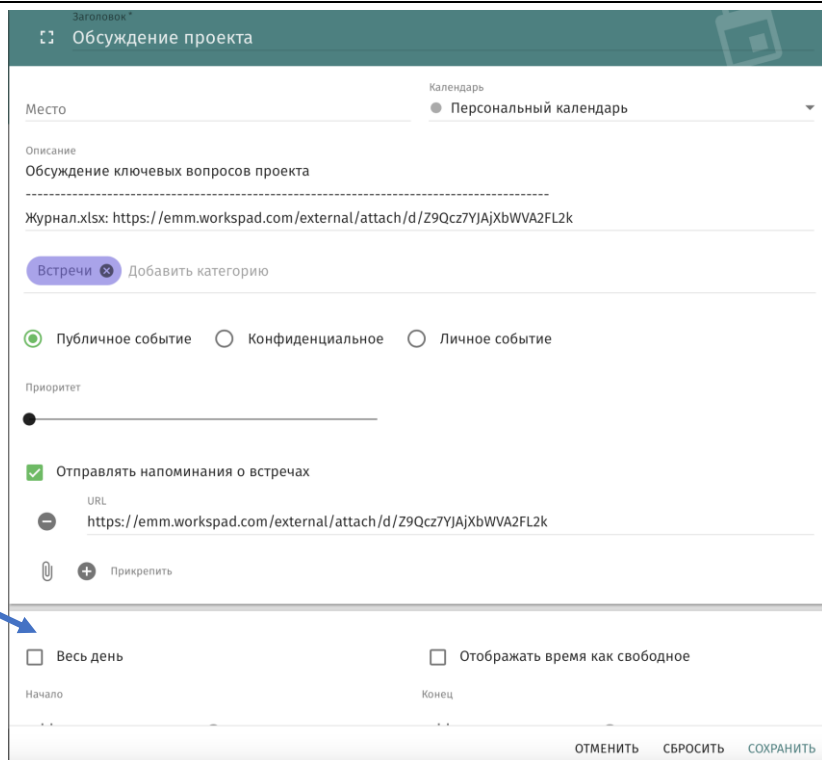 Заголовок *
Обсуждение проекта
Календарь
Место
Персональный календарь
Описание
Обсуждение ключевых вопросов проекта
------------------------------------------------------------------------------------------
Журнал.xlsx: https://emm.workspad.com/external/attach/d/Z9Qcz7YJAjXbWVA2FL2k
Встречи Добавить категорию
Публичное событие Конфиденциальное Личное событие
Приоритет
Отправлять напоминания о встречах
URL
https://emm.workspad.com/external/attach/d/Z9Qcz7YJAjXbWVA2FL2k
Прикрепить
Весь день Отображать время как свободное
Начало Конец
ОТМЕНИТЬ СБРОСИТЬ СОХРАНИТЬ